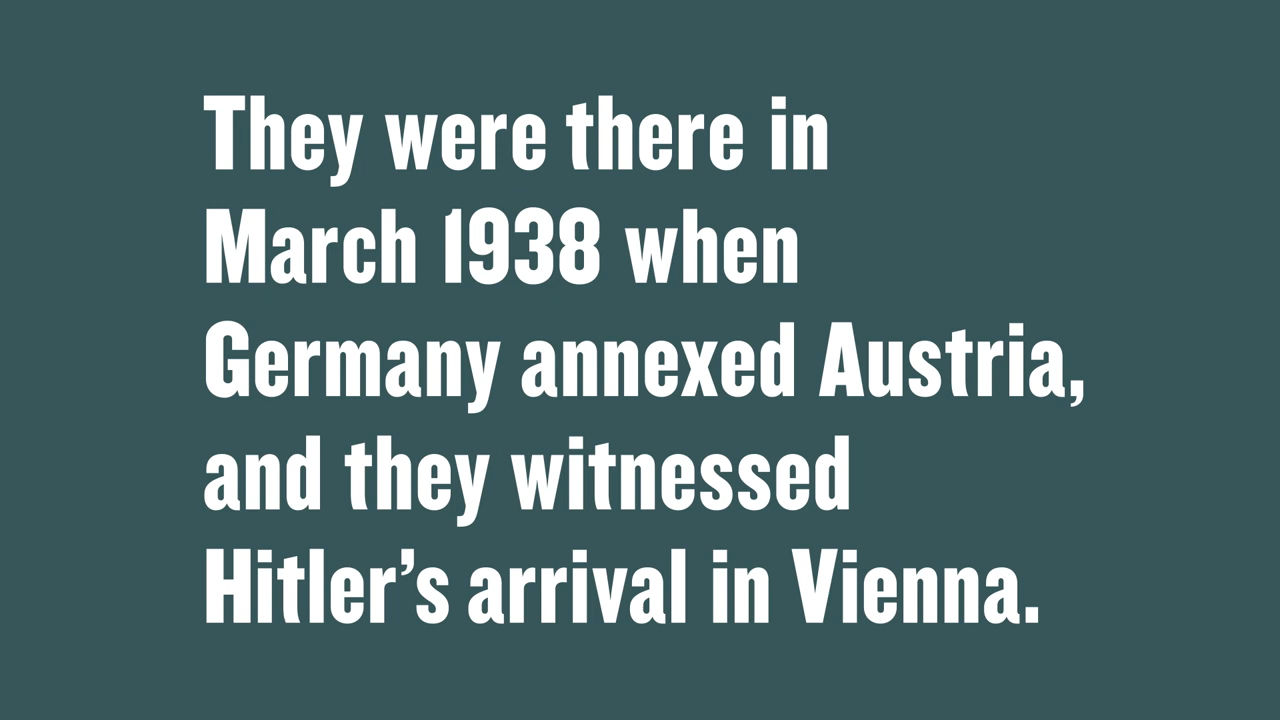 They were there in
March 1938 when
Germany annexed Austria,
and they witnessed
Hitler’s arrival in Vienna.